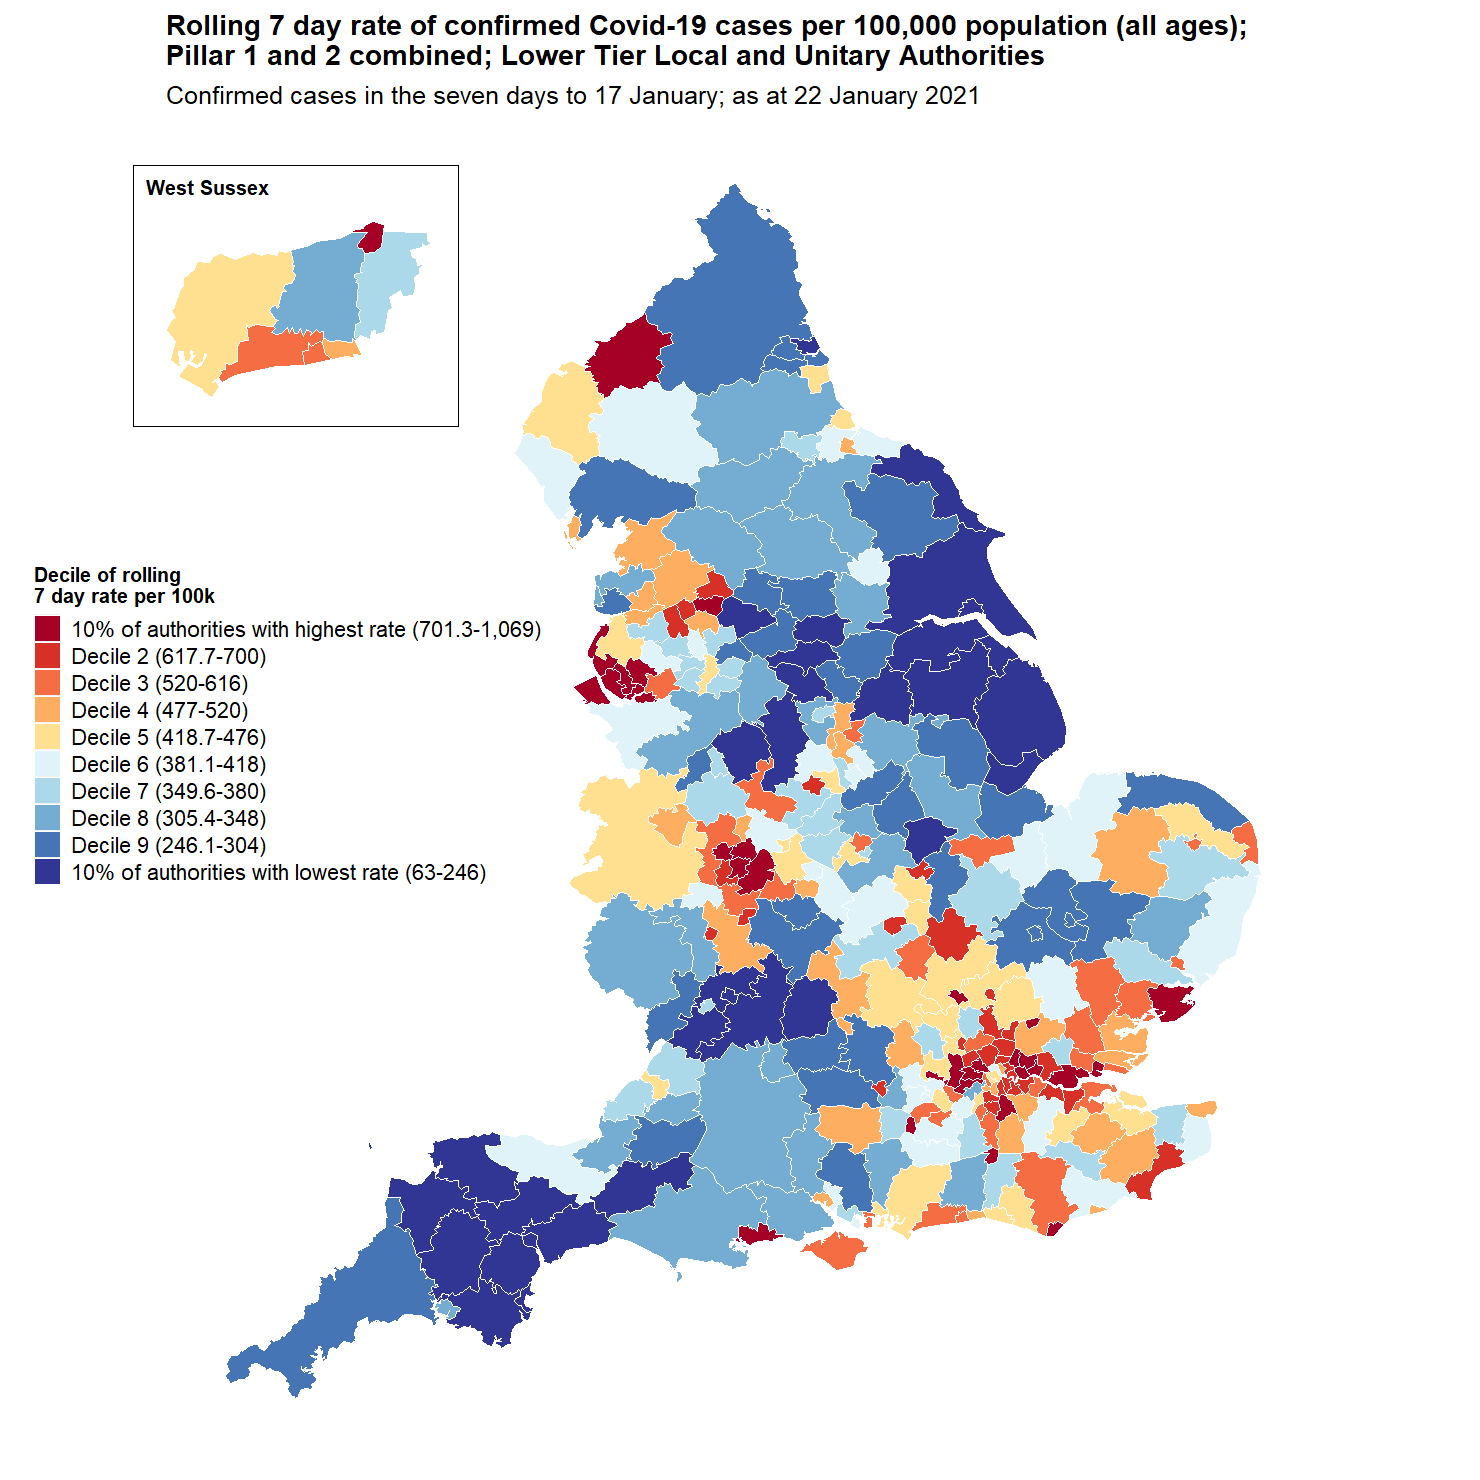 Rolling 7 day rate of confirmed Covid-19 cases per 100,000 population (all ages);
Pillar 1 and 2 combined; Lower Tier Local and Unitary Authorities
Confirmed cases in the seven days to 17 January; as at 22 January 2021
West Sussex
Decile of rolling
7 day rate per 100k
10% of authorities with highest rate (701.3-1,069)
Decile 2 (617.7-700)
Decile 3 (520-616)
Decile 4 (477-520)
Decile 5 (418.7-476)
Decile 6 (381.1-418)
Decile 7 (349.6-380)
Decile 8 (305.4-348)
Decile 9 (246.1-304)
10% of authorities with lowest rate (63-246)